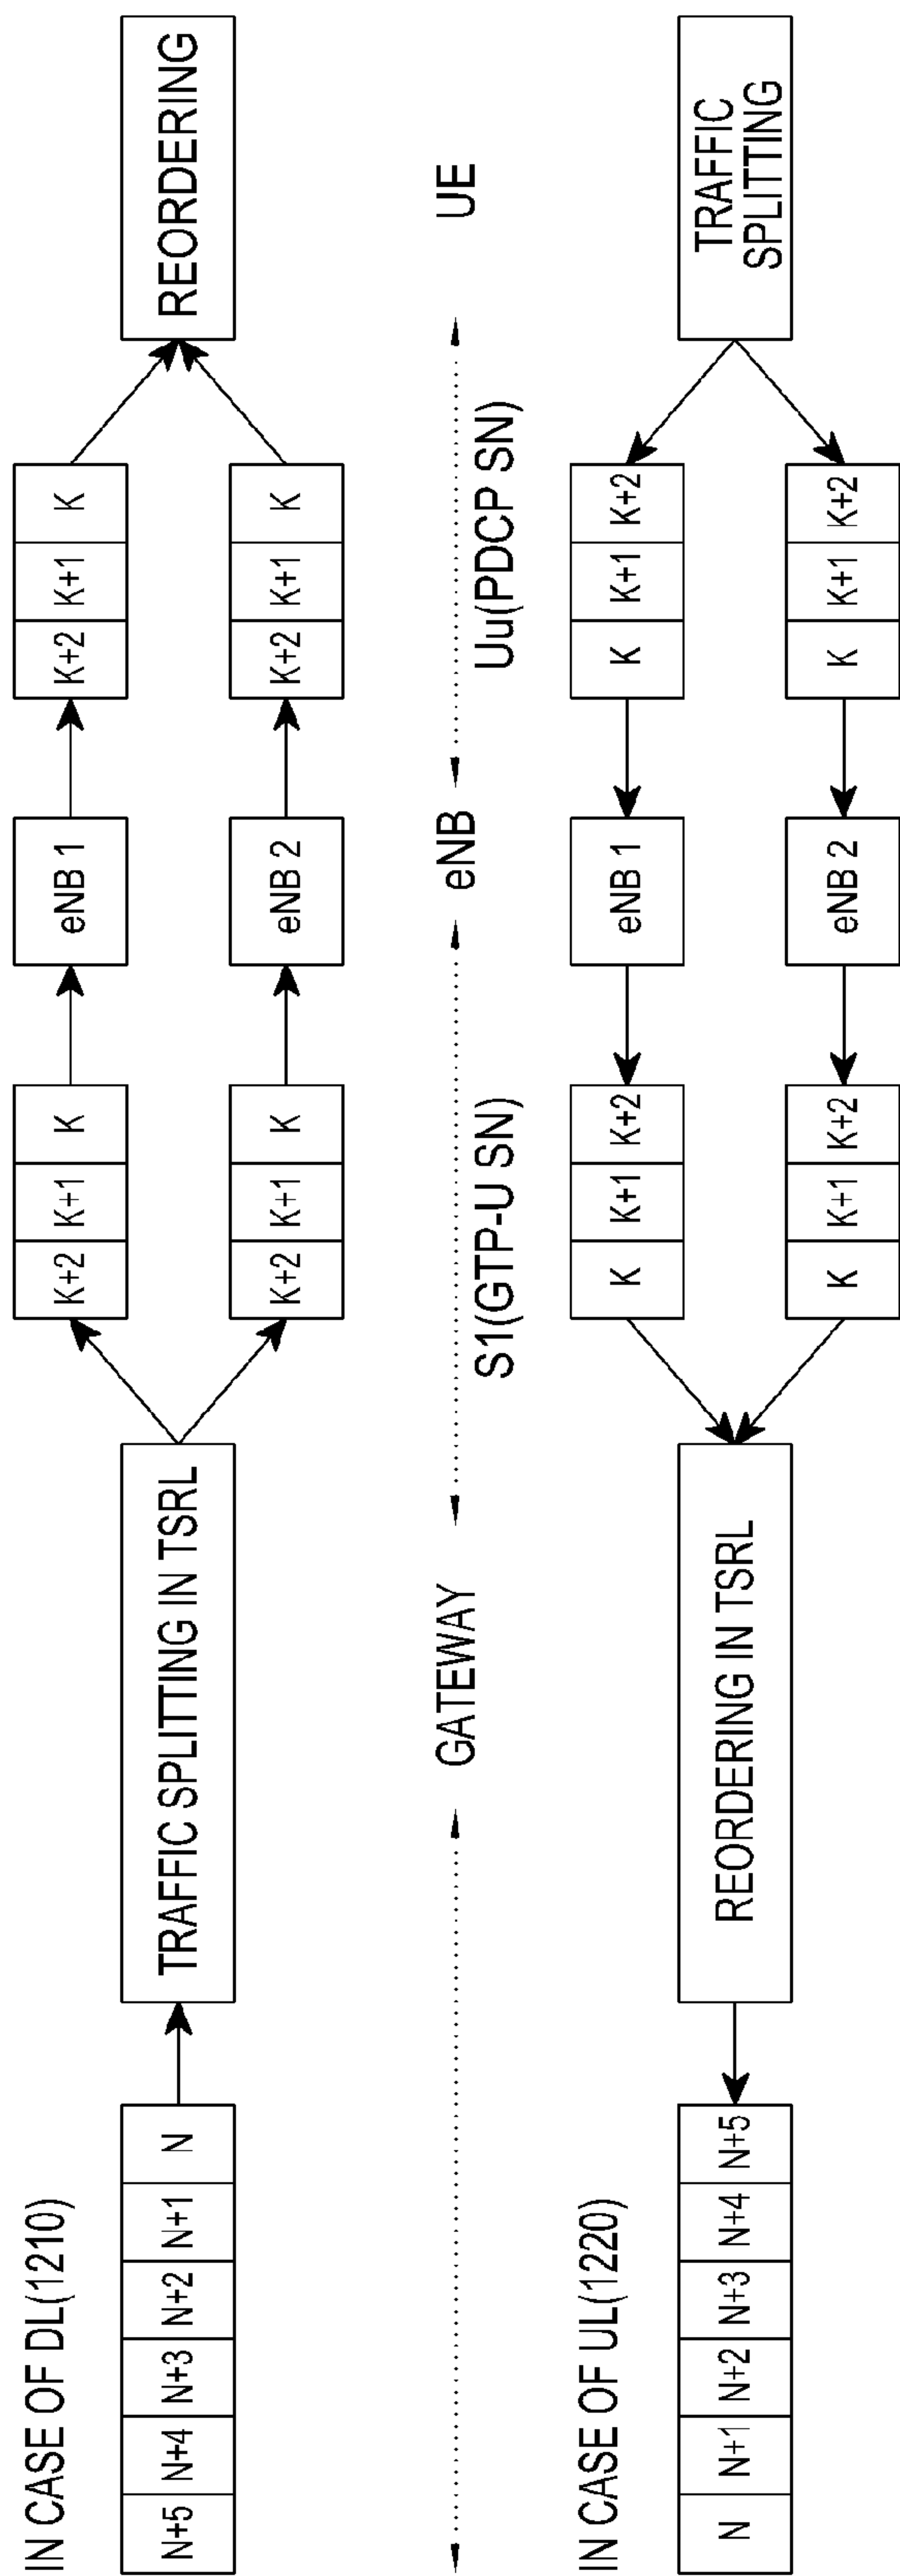 IN CASE OF DL(1210)
N+5 N+4 N+3 N+2 N+1 N
TRAFFIC SPLITTING IN TSRL
K+2 K+1 K
eNB 1
K+2 K+1 K
K+2 K+1 K
eNB 2
K+2 K+1 K
REORDERING
GATEWAY
S1(GTP-U SN)
eNB
Uu(PDCP SN)
UE
IN CASE OF UL(1220)
N N+1 N+2 N+3 N+4 N+5
REORDERING IN TSRL
K K+1 K+2
eNB 1
K K+1 K+2
K K+1 K+2
eNB 2
K K+1 K+2
TRAFFIC
SPLITTING